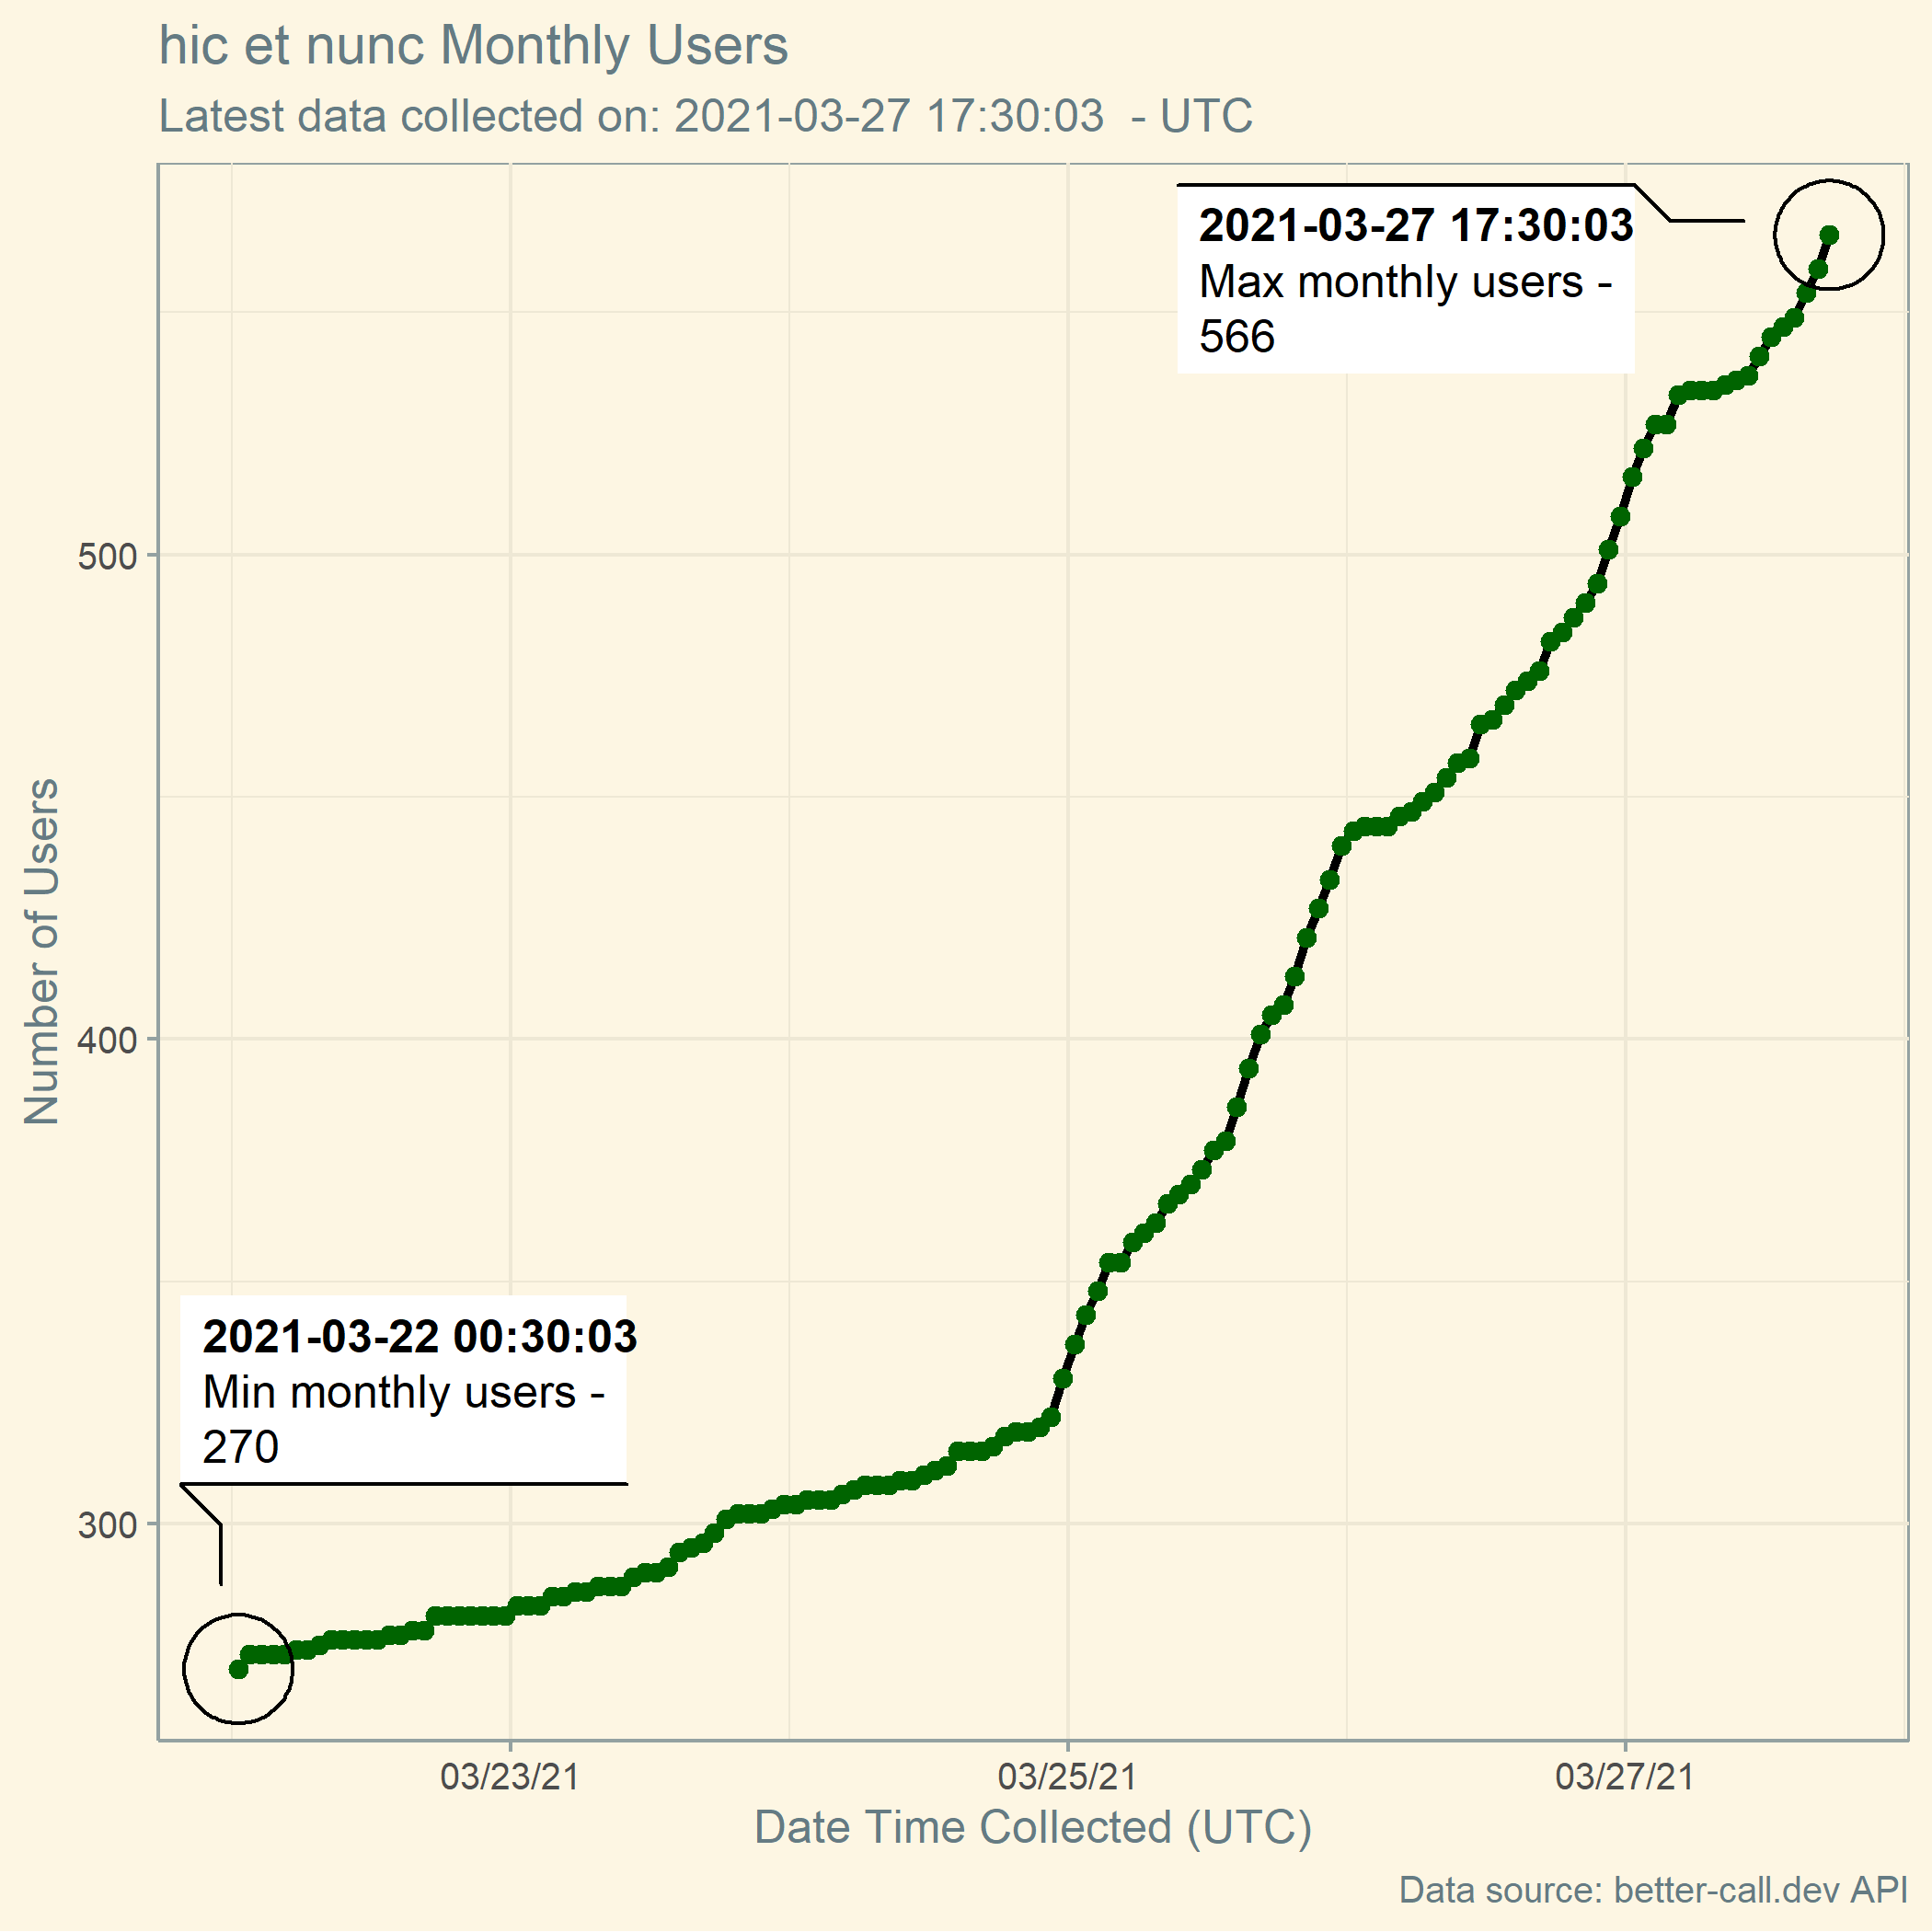 hic et nunc Monthly Users
Latest data collected on: 2021-03-27 17:30:03  - UTC
2021-03-27 17:30:03
Max monthly users -
566
500
400
300
Number of Users
2021-03-22 00:30:03
Min monthly users -
270
03/23/21
03/25/21
03/27/21
Date Time Collected (UTC)
Data source: better-call.dev API